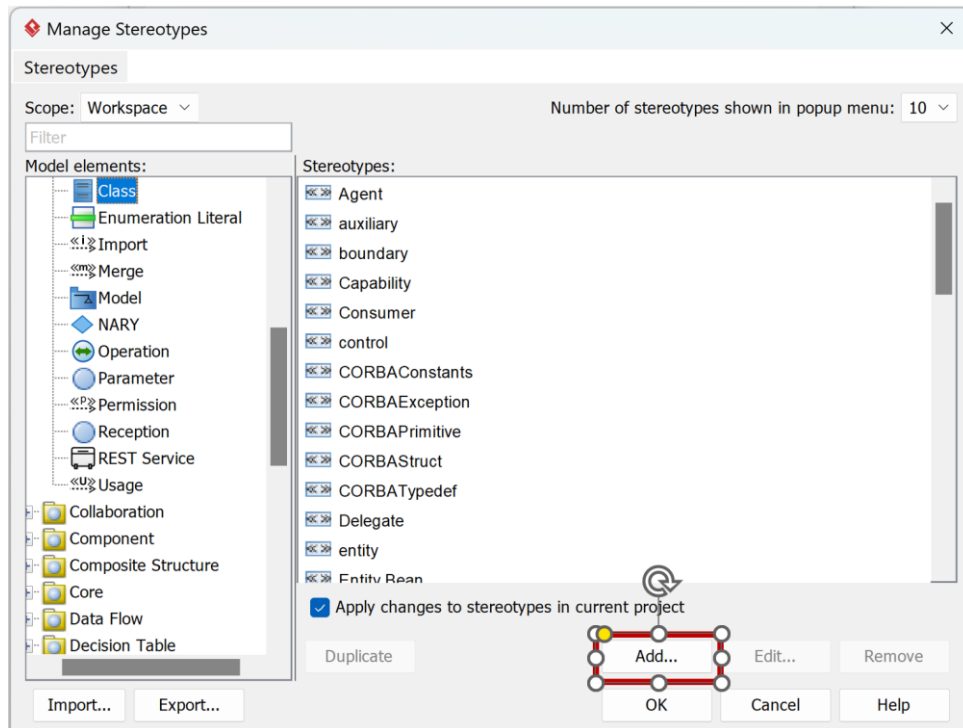 Manage Stereotypes
Stereotypes
Scope: Workspace
Number of stereotypes shown in popup menu: 10
Filter
Model elements:
Class
Enumeration Literal
«i» Import
«m» Merge
Model
NARY
Operation
Parameter
«P» Permission
Reception
REST Service
«U» Usage
Collaboration
Component
Composite Structure
Core
Data Flow
Decision Table
Stereotypes:
Agent
auxiliary
boundary
Capability
Consumer
control
CORBAConstants
CORBAException
CORBAPrimitive
CORBAStruct
CORBATypedef
Delegate
entity
Entity Bean
Apply changes to stereotypes in current project
Duplicate
Add...
Edit...
Remove
Import...
Export...
OK
Cancel
Help